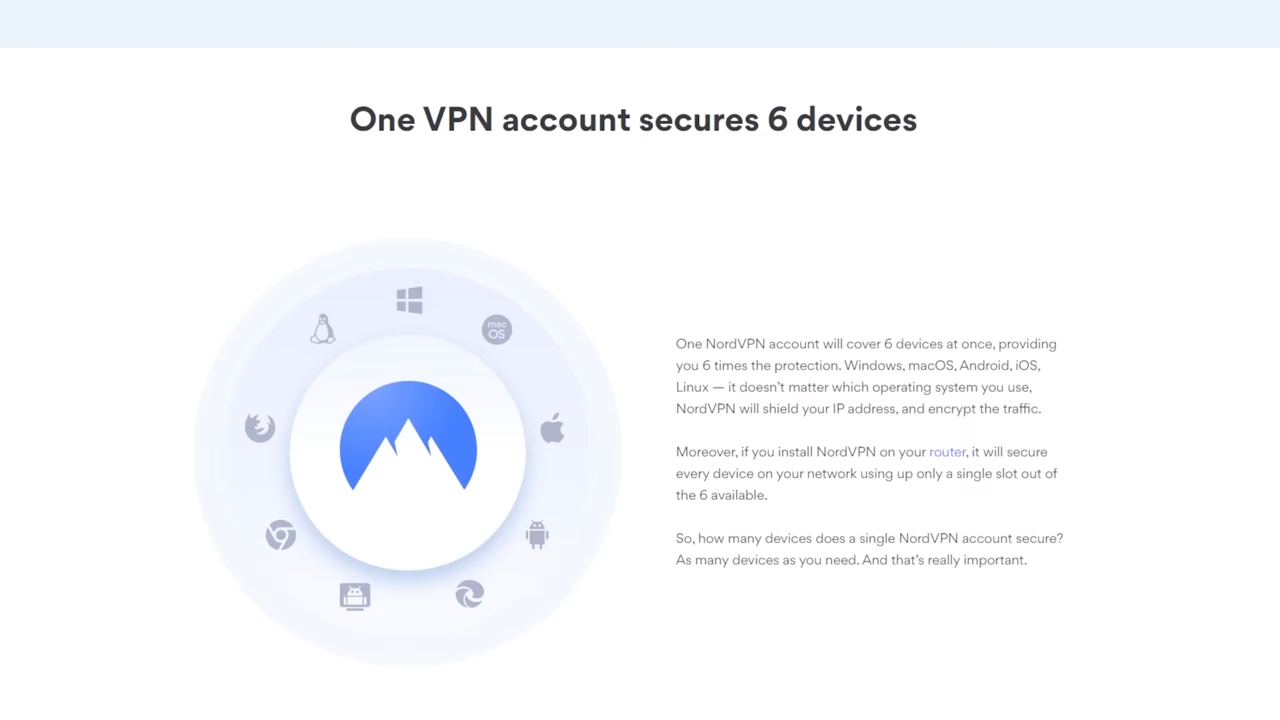 One VPN account secures 6 devices
mac
OS
One NordVPN account will cover 6 devices at once, providing
you 6 times the protection. Windows, macOS, Android, iOS,
Linux — it doesn't matter which operating system you use,
NordVPN will shield your IP address, and encrypt the traffic.
Moreover, if you install NordVPN on your router, it will secure
every device on your network using up only a single slot out of
the 6 available.
So, how many devices does a single NordVPN account secure?
As many devices as you need. And that's really important.